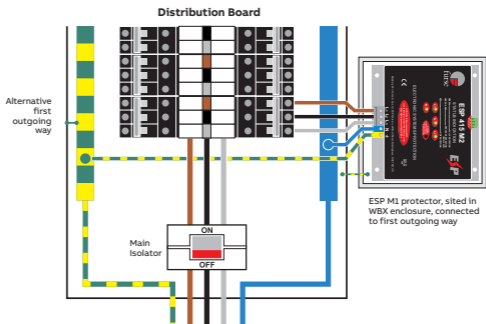 Distribution Board
Alternative
first
outgoing
way
Main
Isolator
ON
OFF
furse
ESP 415 M2
ESP
ESP M1 protector, sited in
WBX enclosure, connected
to first outgoing way